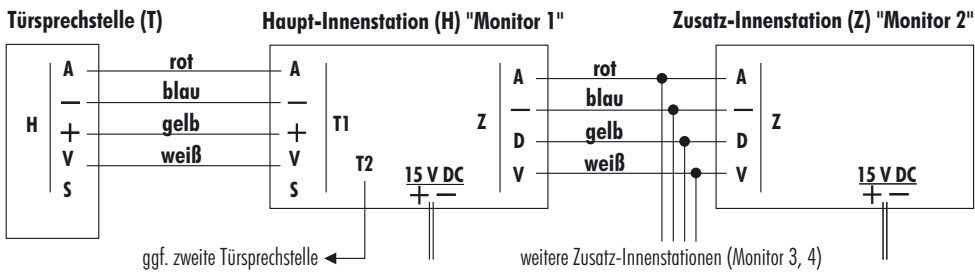 Türsprechstelle (T) Haupt-Innenstation (H) "Monitor 1" Zusatz-Innenstation (Z) "Monitor 2"
A rot A A rot A
— blau — — blau —
H + gelb + T1 Z D gelb D Z
V weiß V T2 V weiß V
S S 15 V DC 15 V DC
+ — + —
ggf. zweite Türsprechstelle weitere Zusatz-Innenstationen (Monitor 3, 4)